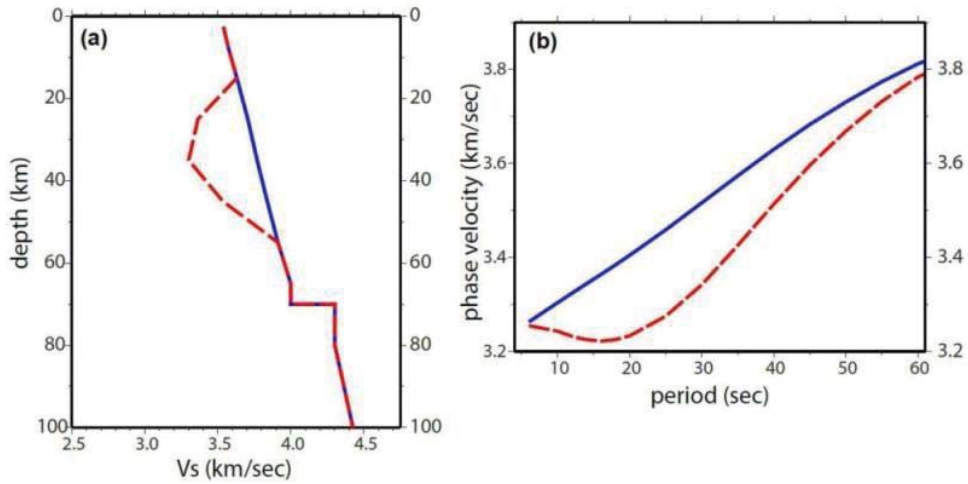 (a)
0
20
40
60
80
100
0
20
40
60
80
100
depth (km)
2.5 3.0 3.5 4.0 4.5
Vs (km/sec)
(b)
3.8
3.6
3.4
3.2
3.8
3.6
3.4
3.2
phase velocity (km/sec)
10 20 30 40 50 60
period (sec)